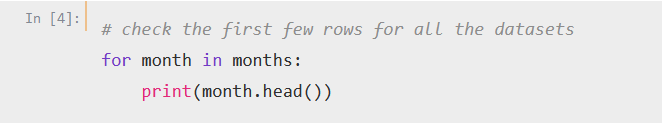 In [4]:
# check the first few rows for all the datasets
for month in months:
    print(month.head())